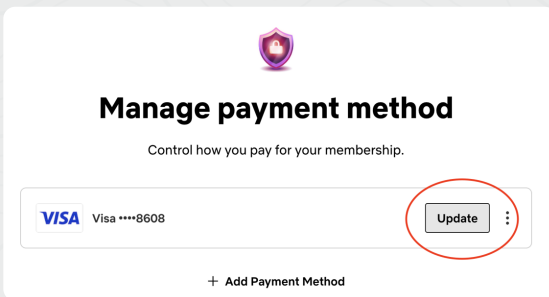 Manage payment method
Control how you pay for your membership.
VISA Visa ••••8608 Update
+ Add Payment Method